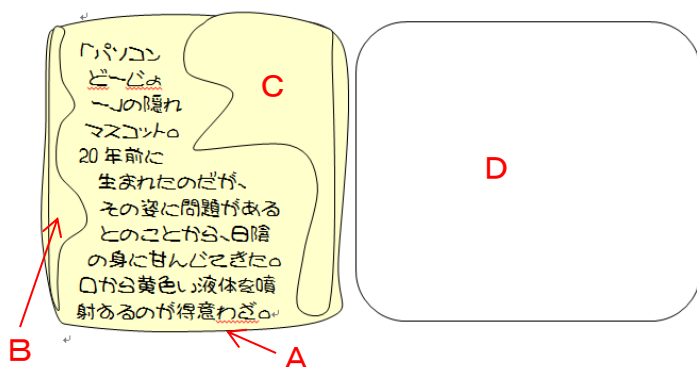 「パソコン
どーじょ
ー」の隠れ
マスコット。
20年前に
生まれたのだが、
その姿に問題がある
とのことから、日陰
の身に甘んじてきた。
口から黄色い液体を噴
射するのが得意わざ。
A
B
C
D